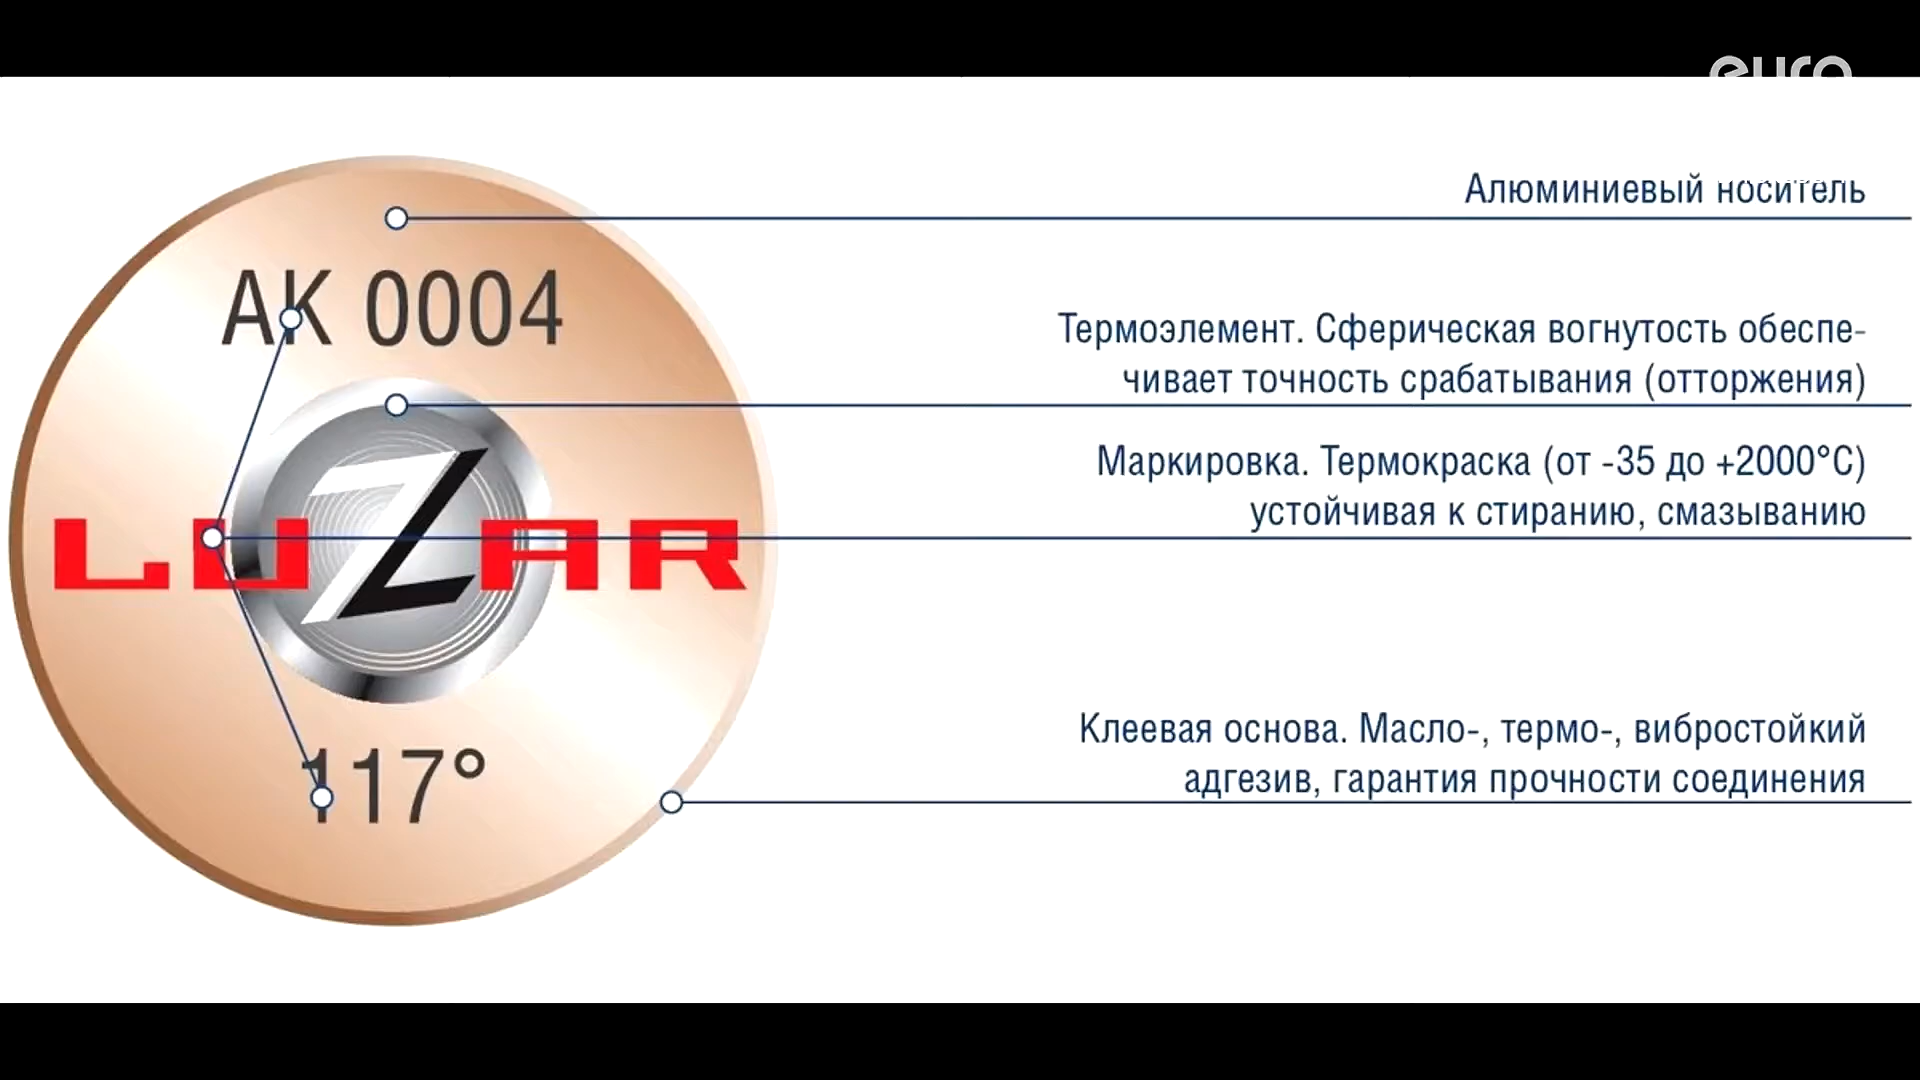 euro
Алюминиевый носитель
AK 0004
Термоэлемент. Сферическая вогнутость обеспе-
чивает точность срабатывания (отторжения)
Маркировка. Термокраска (от -35 до +2000°C)
устойчивая к стиранию, смазыванию
LUZAR
117°
Клеевая основа. Масло-, термо-, вибростойкий
адгезив, гарантия прочности соединения